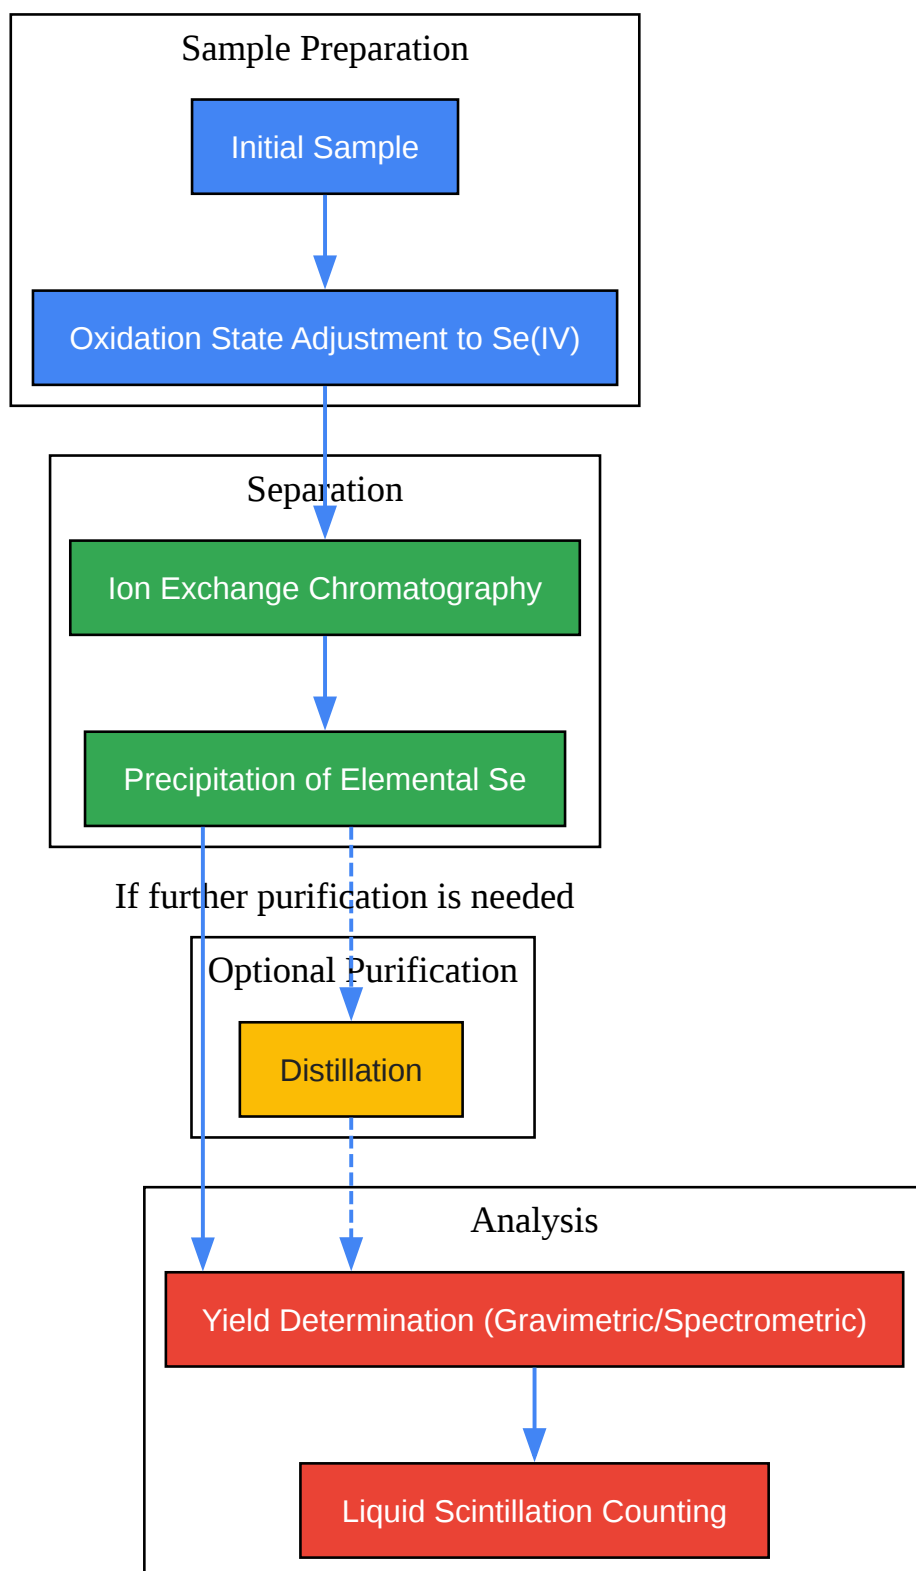 Sample Preparation
Initial Sample
Oxidation State Adjustment to Se(IV)
Separation
Ion Exchange Chromatography
Precipitation of Elemental Se
If further purification is needed
Optional Purification
Distillation
Analysis
Yield Determination (Gravimetric/Spectrometric)
Liquid Scintillation Counting